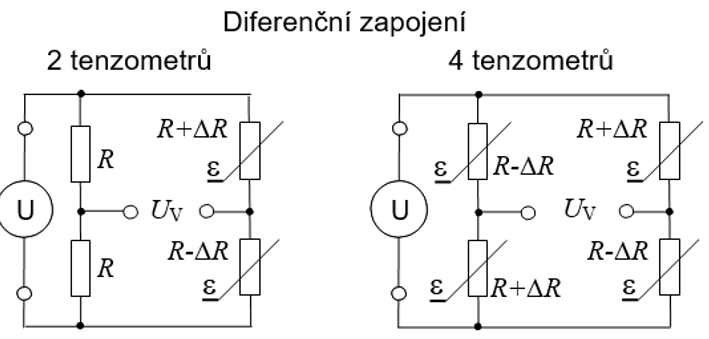 Diferenční zapojení
2 tenzometrů
4 tenzometrů
U
R
R
R+ΔR
ε
U_V
R-ΔR
ε
U
ε
R-ΔR
R+ΔR
ε
U_V
ε
R+ΔR
R-ΔR
ε